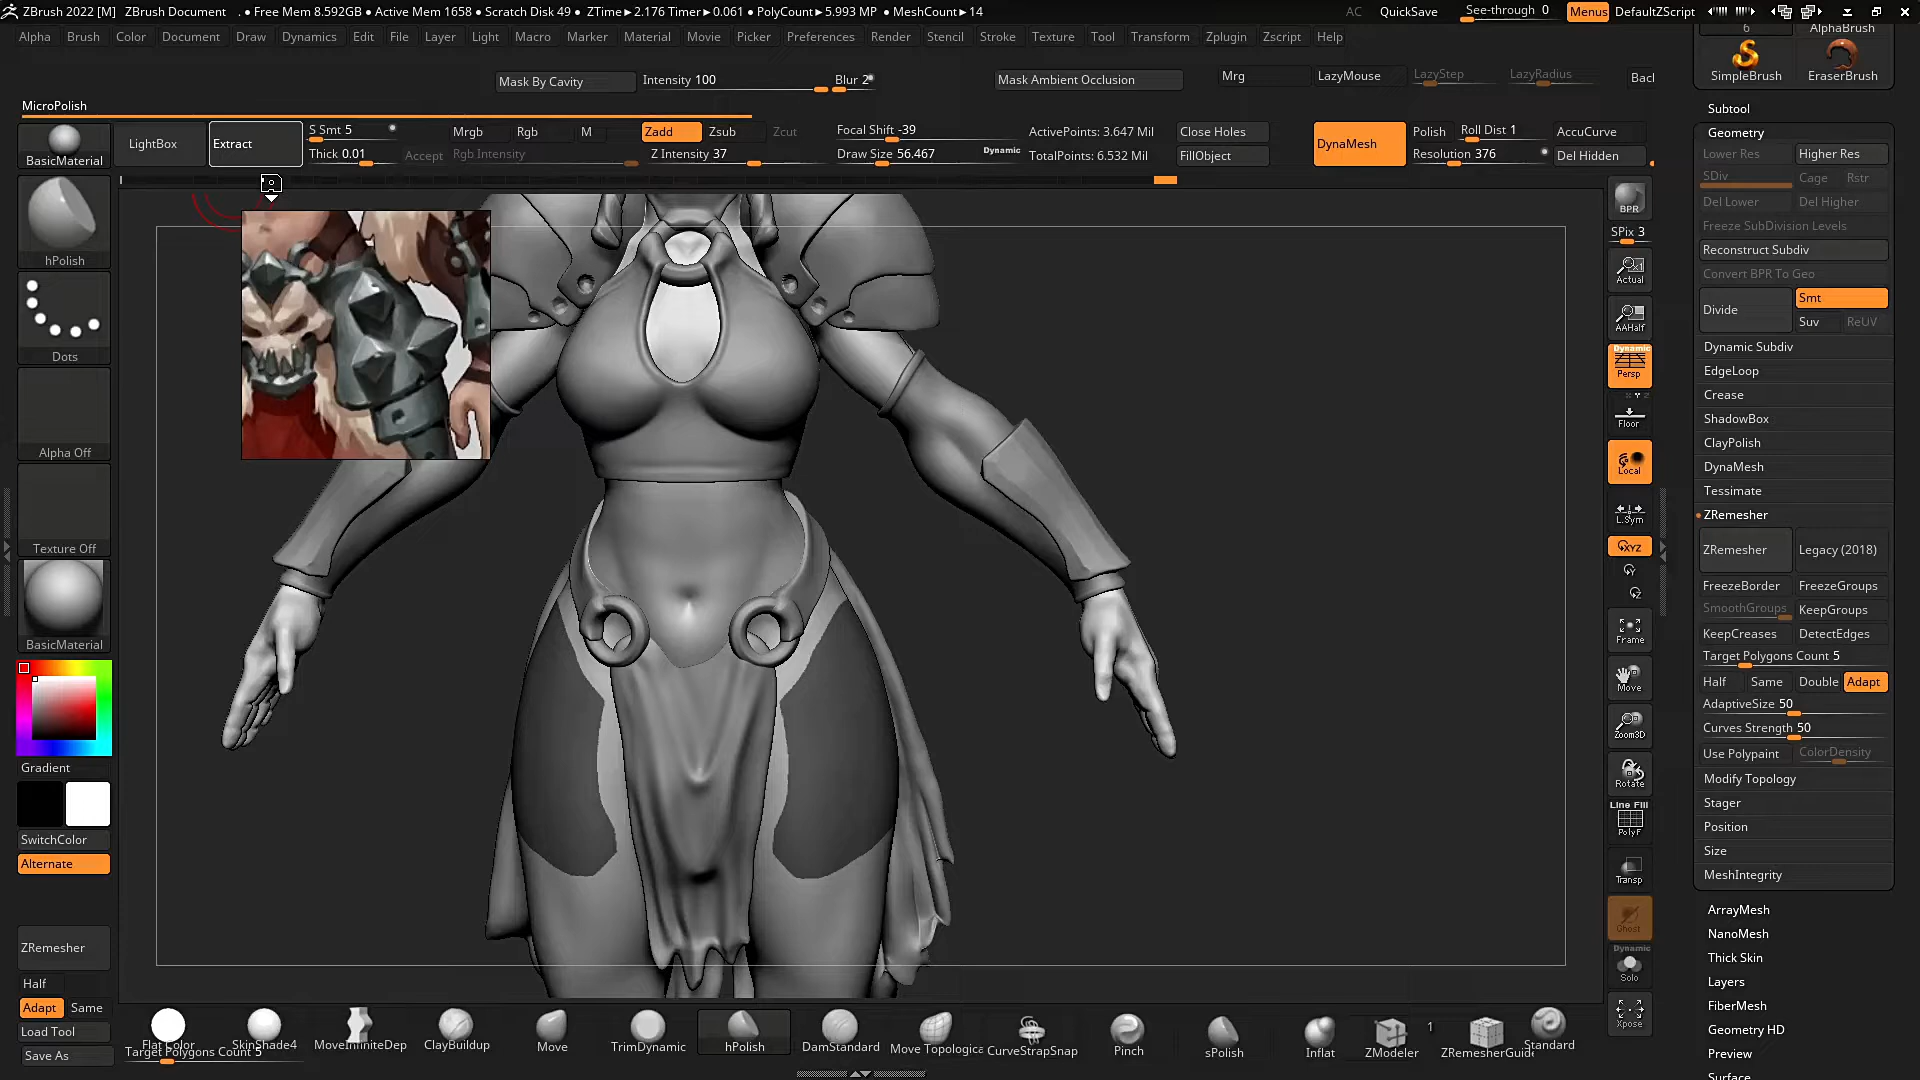 ZBrush 2022 [M] ZBrush Document . ● Free Mem 8.592GB ● Active Mem 1658 ● Scratch Disk 49 ● ZTime►2.176 Timer►0.061 ● PolyCount►5.993 MP ● MeshCount►14 AC QuickSave See-through 0 Menus DefaultZScript
Alpha Brush Color Document Draw Dynamics Edit File Layer Light Macro Marker Material Movie Picker Preferences Render Stencil Stroke Texture Tool Transform Zplugin Zscript Help
6 AlphaBrush
SimpleBrush EraserBrush
Mask By Cavity Intensity 100 Blur 2 Mask Ambient Occlusion Mrg LazyMouse LazyStep LazyRadius Bacl
MicroPolish
BasicMaterial LightBox Extract S Smt 5 Thick 0.01 Accept
Mrgb Rgb M Zadd Zsub Zcut Focal Shift -39 ActivePoints: 3.647 Mil Close Holes DynaMesh Polish Roll Dist 1 AccuCurve
Rgb Intensity Z Intensity 37 Draw Size 56.467 Dynamic TotalPoints: 6.532 Mil FillObject Resolution 376 Del Hidden
hPolish
Dots
Alpha Off
Texture Off
BasicMaterial
Gradient
SwitchColor
Alternate
ZRemesher
Half
Adapt Same
Load Tool
Save As
BPR
SPix 3
Actual
AAHalf
Dynamic
Persp
Floor
Local
L.Sym
XYZ
Y
Z
Frame
Move
Zoom3D
Rotate
Line Fill
PolyF
Transp
Ghost
Dynamic
Solo
Xpose
Subtool
Geometry
Lower Res Higher Res
SDiv Cage Rstr
Del Lower Del Higher
Freeze SubDivision Levels
Reconstruct Subdiv
Convert BPR To Geo
Divide Smt
Suv ReUV
Dynamic Subdiv
EdgeLoop
Crease
ShadowBox
ClayPolish
DynaMesh
Tessimate
ZRemesher
ZRemesher Legacy (2018)
FreezeBorder FreezeGroups
SmoothGroups KeepGroups
KeepCreases DetectEdges
Target Polygons Count 5
Half Same Double Adapt
AdaptiveSize 50
Curves Strength 50
Use Polypaint ColorDensity
Modify Topology
Stager
Position
Size
MeshIntegrity
ArrayMesh
NanoMesh
Thick Skin
Layers
FiberMesh
Geometry HD
Preview
Surface
Flat Color SkinShade4 MoveInfiniteDep ClayBuildup Move TrimDynamic hPolish DamStandard Move Topologica CurveStrapSnap Pinch sPolish Inflat ZModeler 1 ZRemesherGuide Standard
Target Polygons Count 5